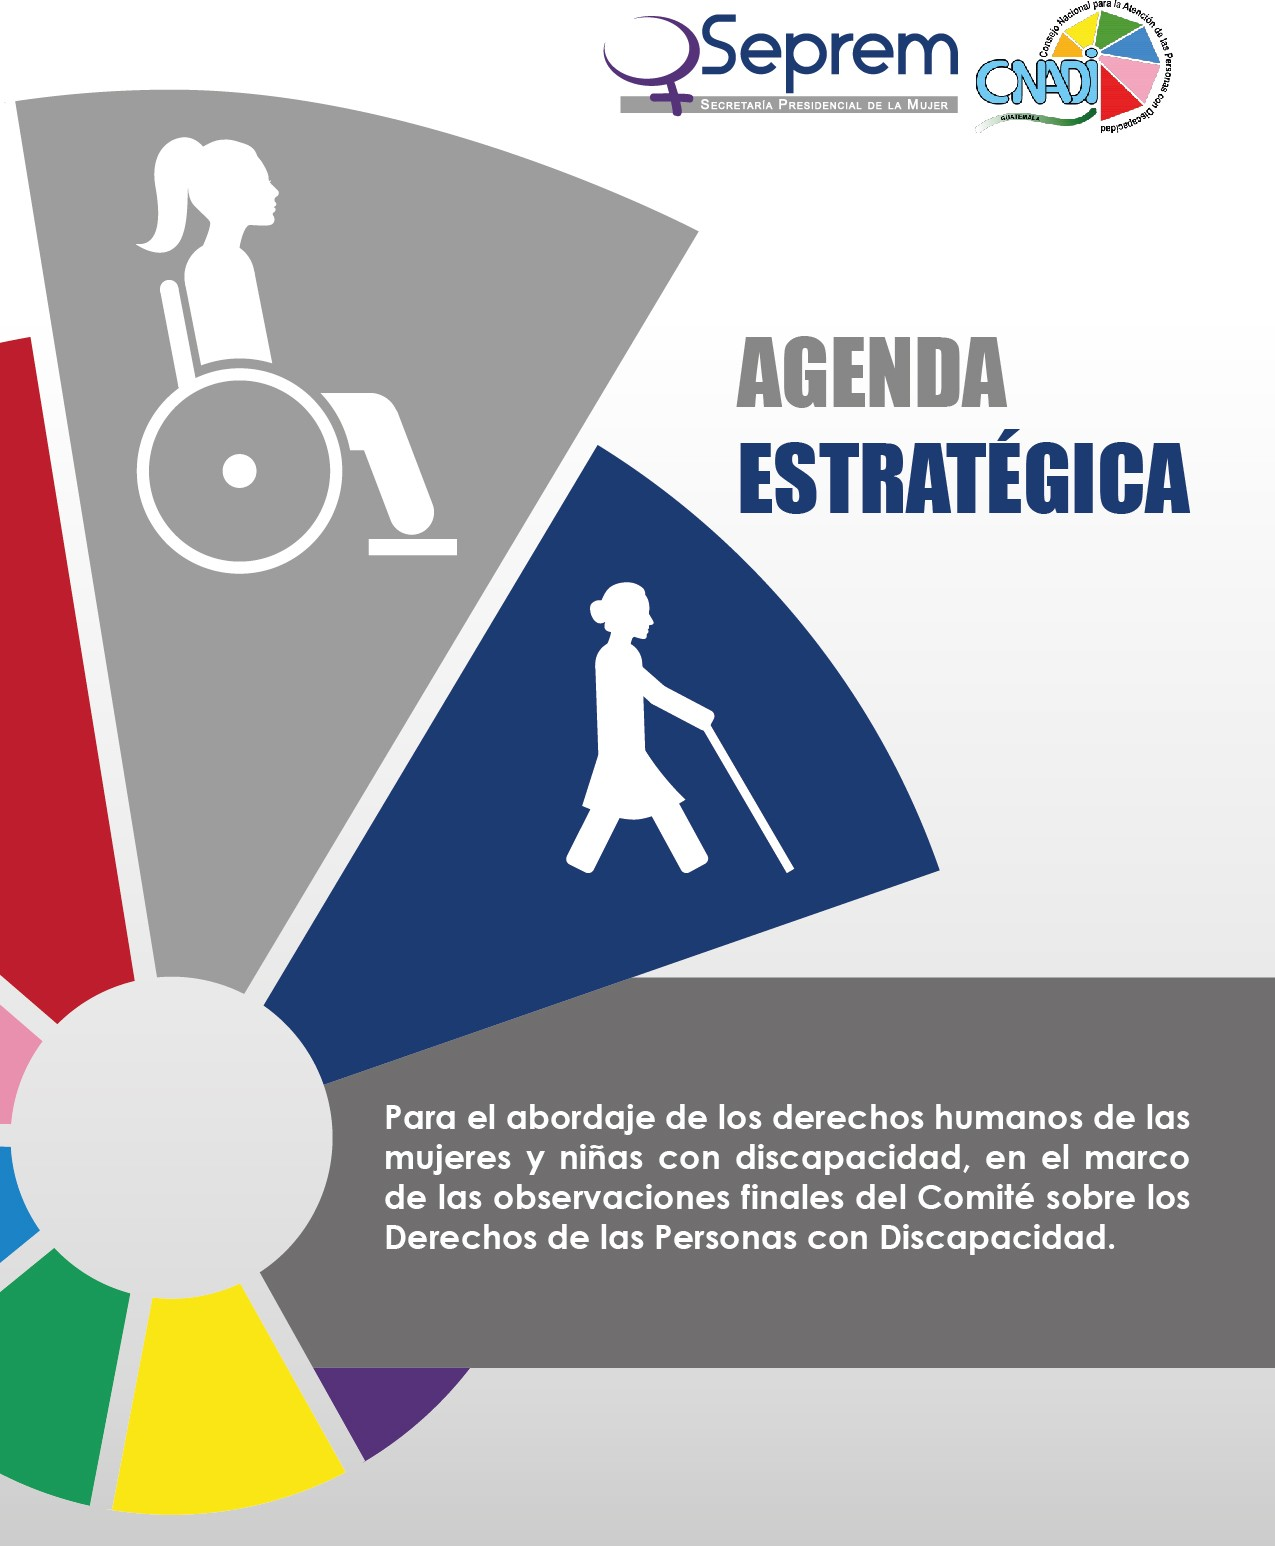 Seprem
SECRETARÍA PRESIDENCIAL DE LA MUJER
Consejo Nacional para la Atención de las Personas con Discapacidad
CNADI
GUATEMALA
AGENDA
ESTRATÉGICA
Para el abordaje de los derechos humanos de las
mujeres y niñas con discapacidad, en el marco
de las observaciones finales del Comité sobre los
Derechos de las Personas con Discapacidad.